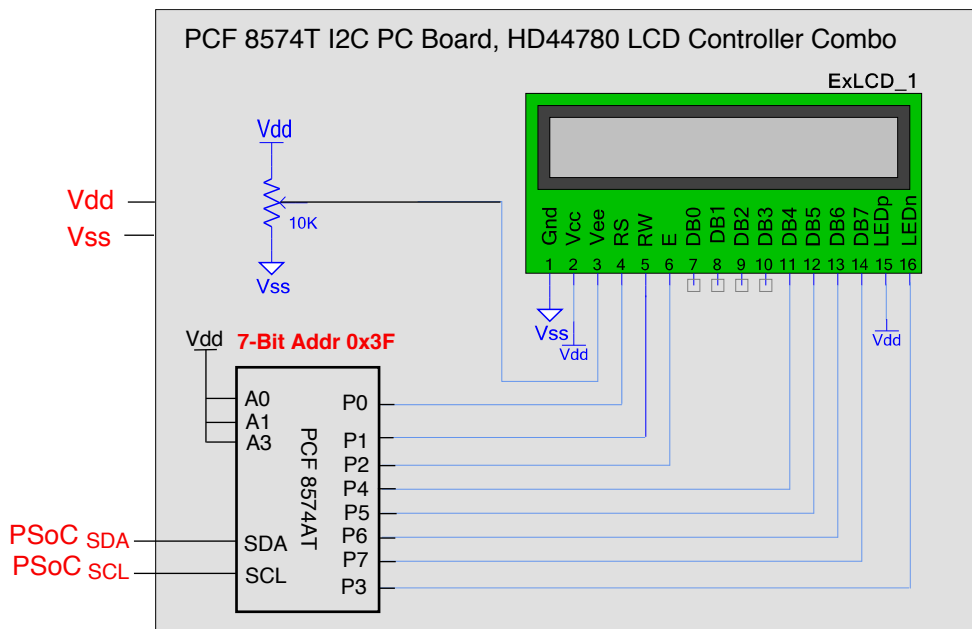 PCF 8574T I2C PC Board, HD44780 LCD Controller Combo
ExLCD_1
Vdd
Vdd
Vss
10K
Vss
Gnd
Vcc
Vee
RS
RW
E
DB0
DB1
DB2
DB3
DB4
DB5
DB6
DB7
LEDp
LEDn
1 2 3 4 5 6 7 8 9 10 11 12 13 14 15 16
Vss
Vdd
Vdd
Vdd
7-Bit Addr 0x3F
A0
A1
A3
PCF 8574AT
P0
P1
P2
P4
P5
P6
P7
P3
PSoC SDA
SDA
PSoC SCL
SCL